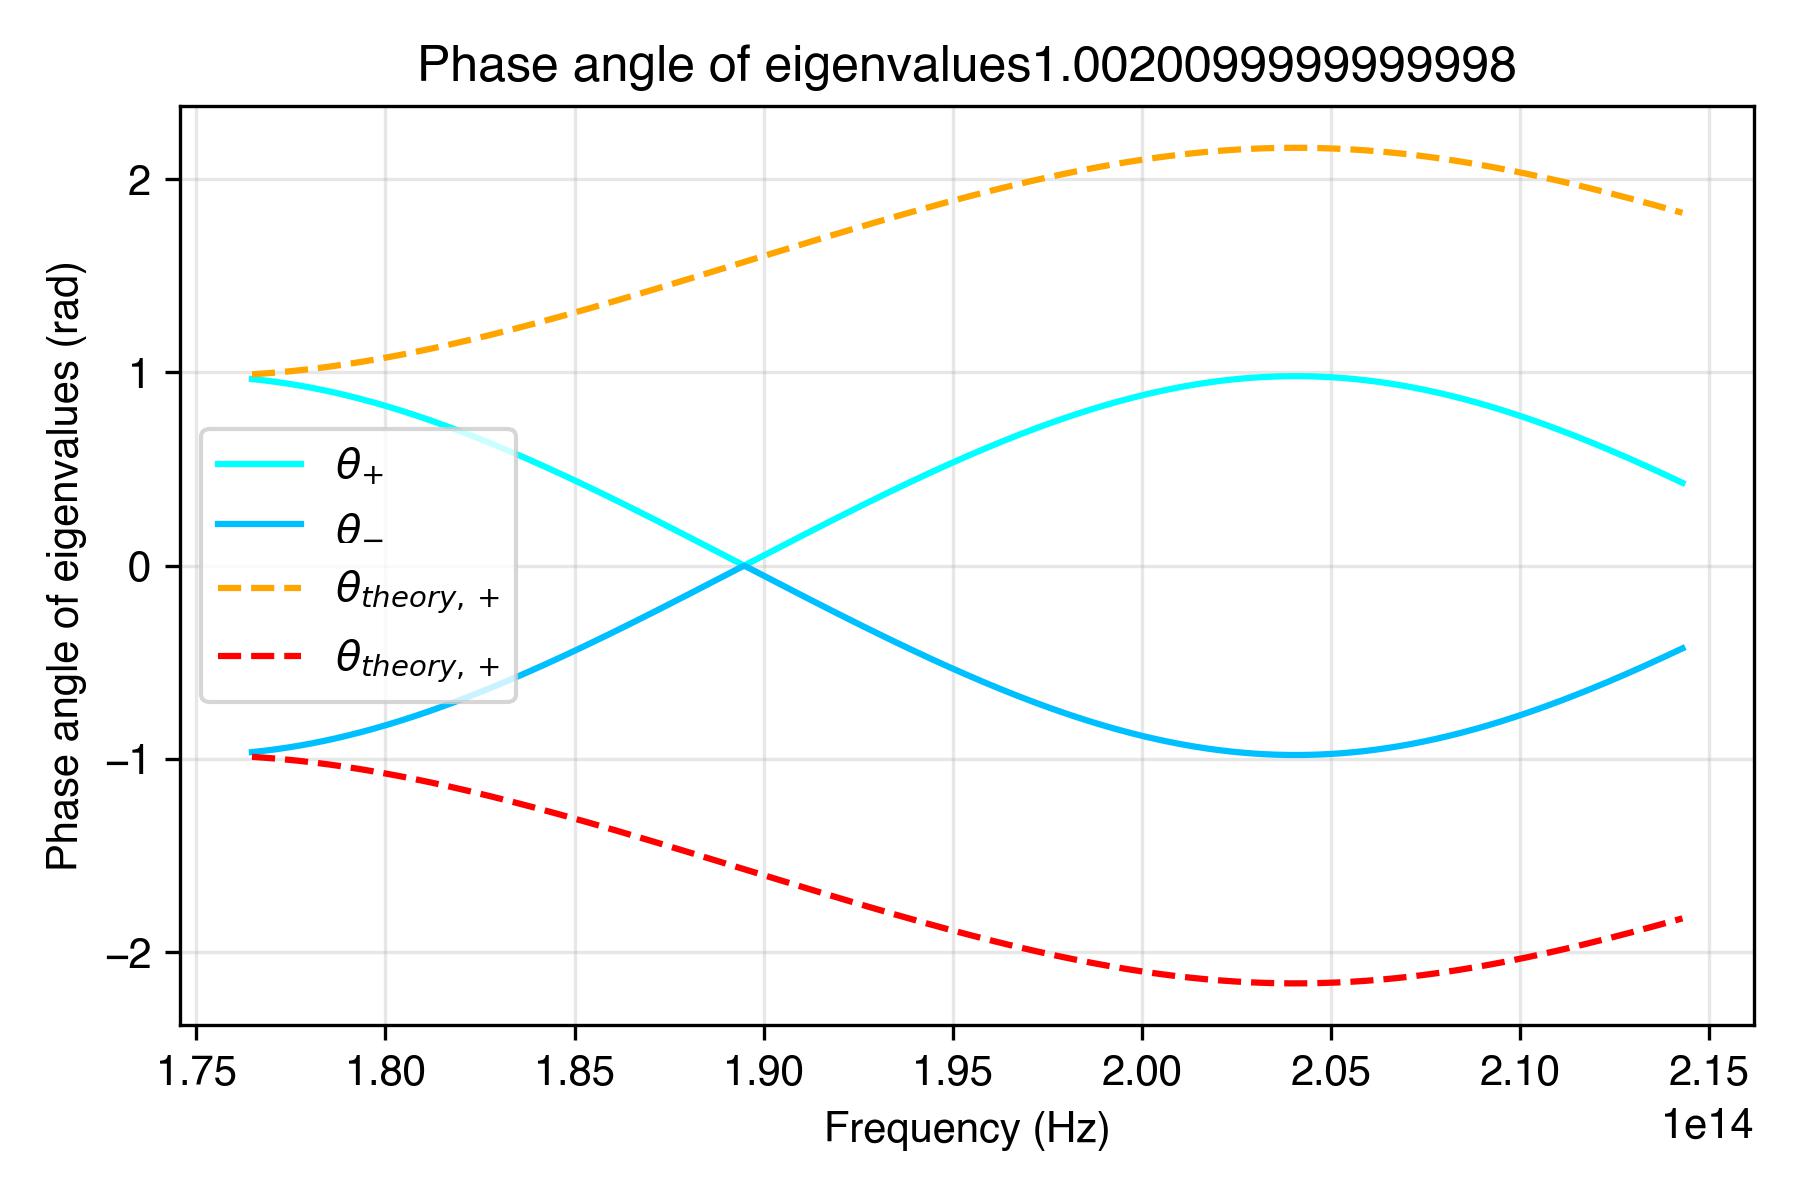 Phase angle of eigenvalues1.0020099999999998
Phase angle of eigenvalues (rad)
2
1
0
−1
−2
θ+
θ−
θtheory, +
θtheory, +
1.75 1.80 1.85 1.90 1.95 2.00 2.05 2.10 2.15
1e14
Frequency (Hz)